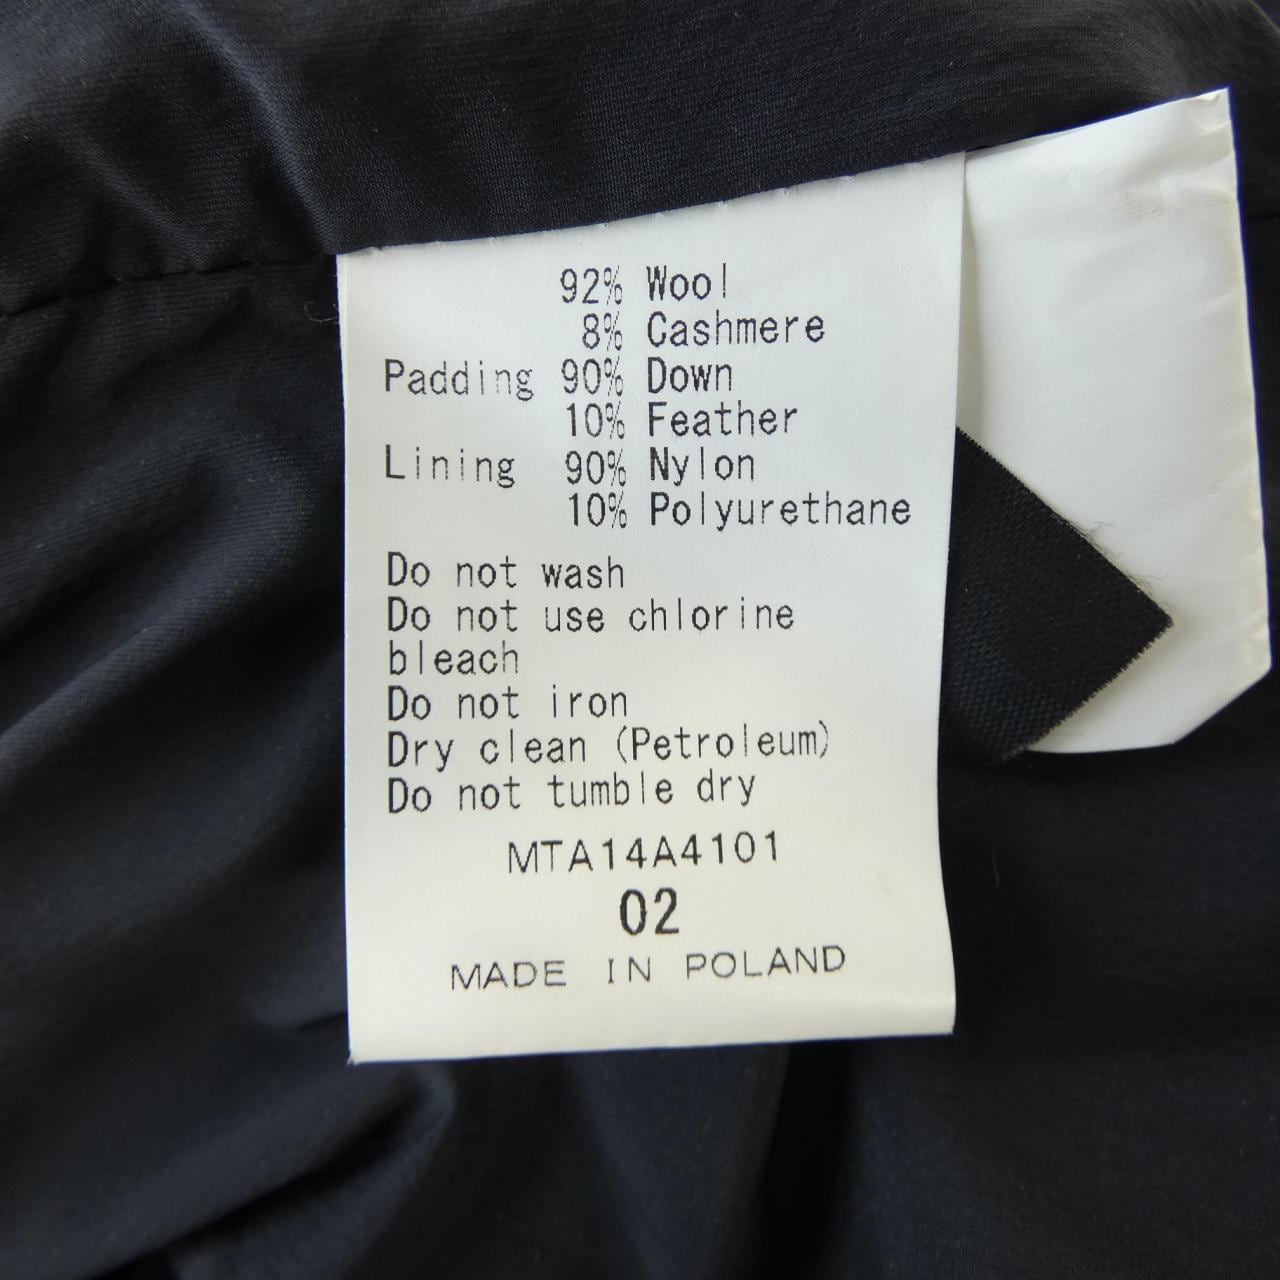 92% Wool
8% Cashmere
Padding 90% Down
10% Feather
Lining 90% Nylon
10% Polyurethane
Do not wash
Do not use chlorine
bleach
Do not iron
Dry clean (Petroleum)
Do not tumble dry
MTA14A4101
02
MADE IN POLAND